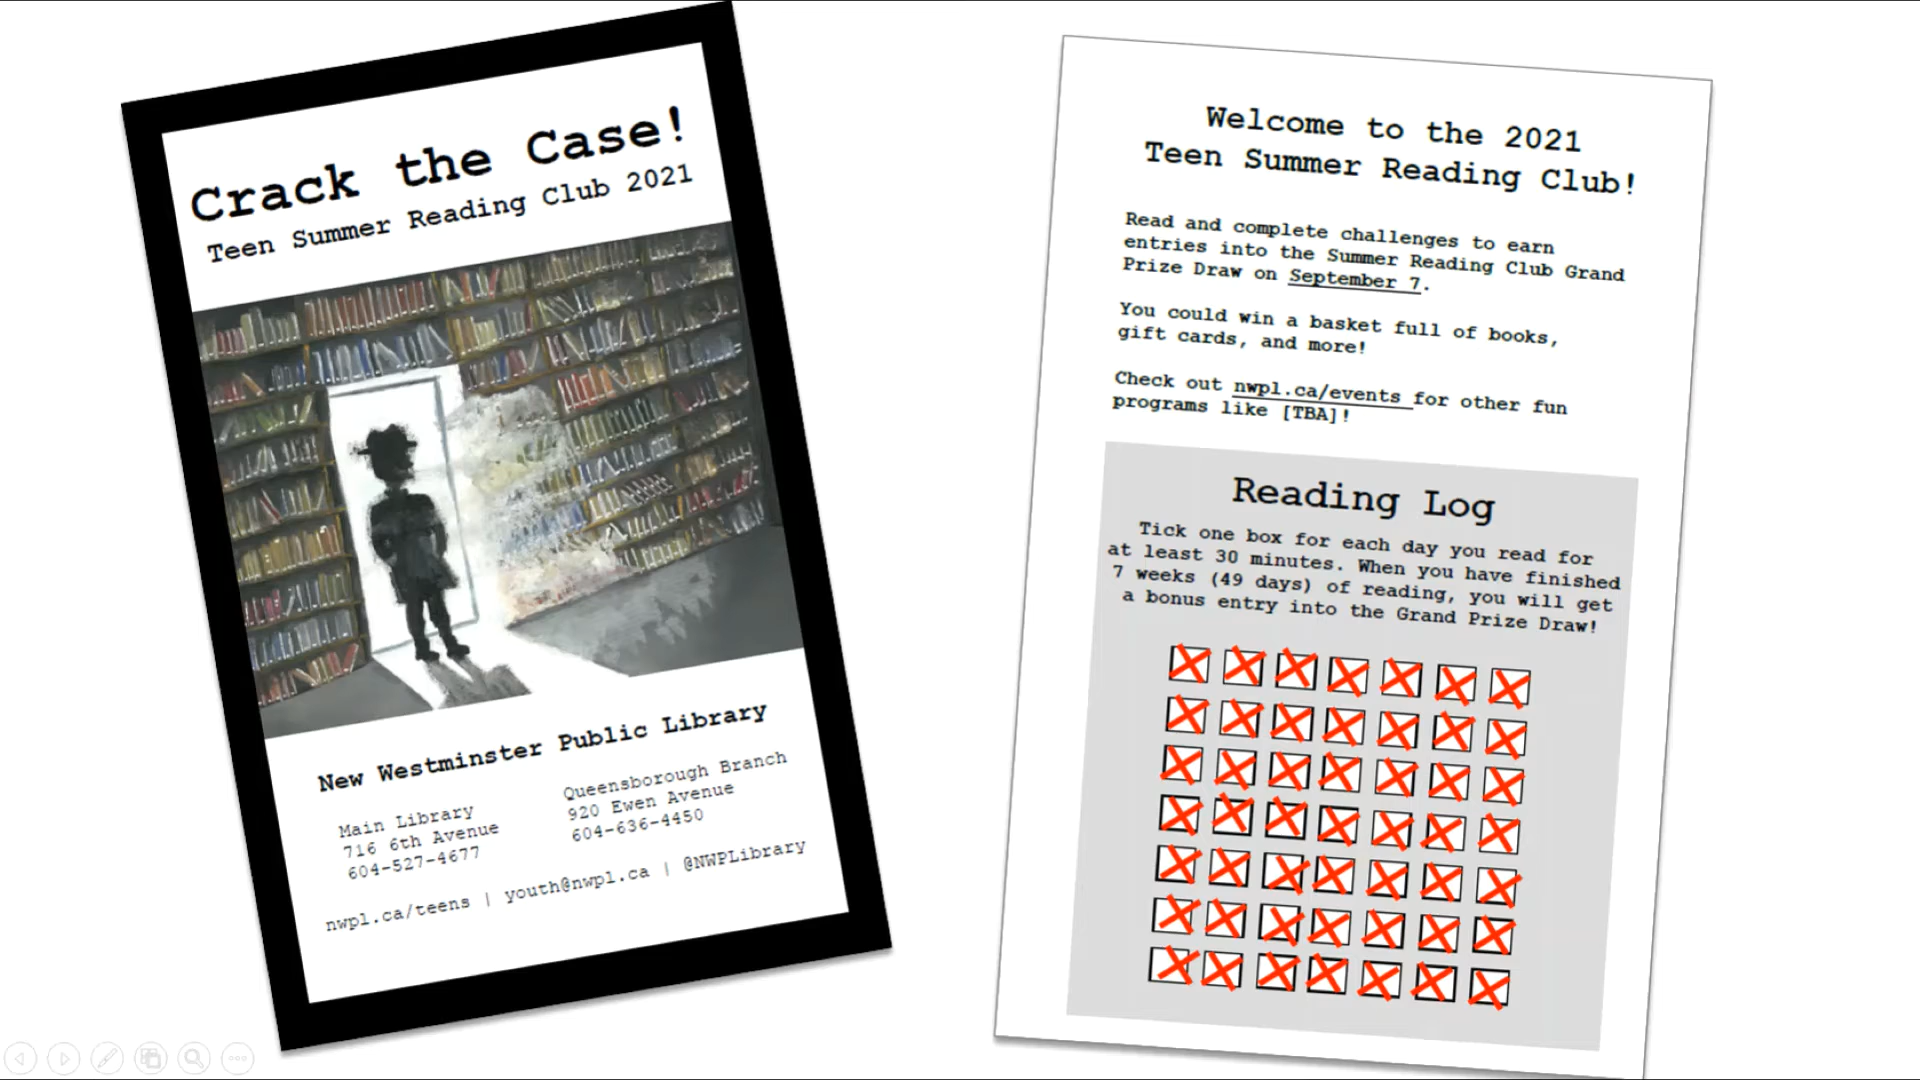 Crack the Case!
Teen Summer Reading Club 2021
New Westminster Public Library
Main Library
716 6th Avenue
604-527-4677
Queensborough Branch
920 Ewen Avenue
604-636-4450
nwpl.ca/teens | youth@nwpl.ca | @NWPLibrary
Welcome to the 2021
Teen Summer Reading Club!
Read and complete challenges to earn
entries into the Summer Reading Club Grand
Prize Draw on September 7.
You could win a basket full of books,
gift cards, and more!
Check out nwpl.ca/events for other fun
programs like [TBA]!
Reading Log
Tick one box for each day you read for
at least 30 minutes. When you have finished
7 weeks (49 days) of reading, you will get
a bonus entry into the Grand Prize Draw!